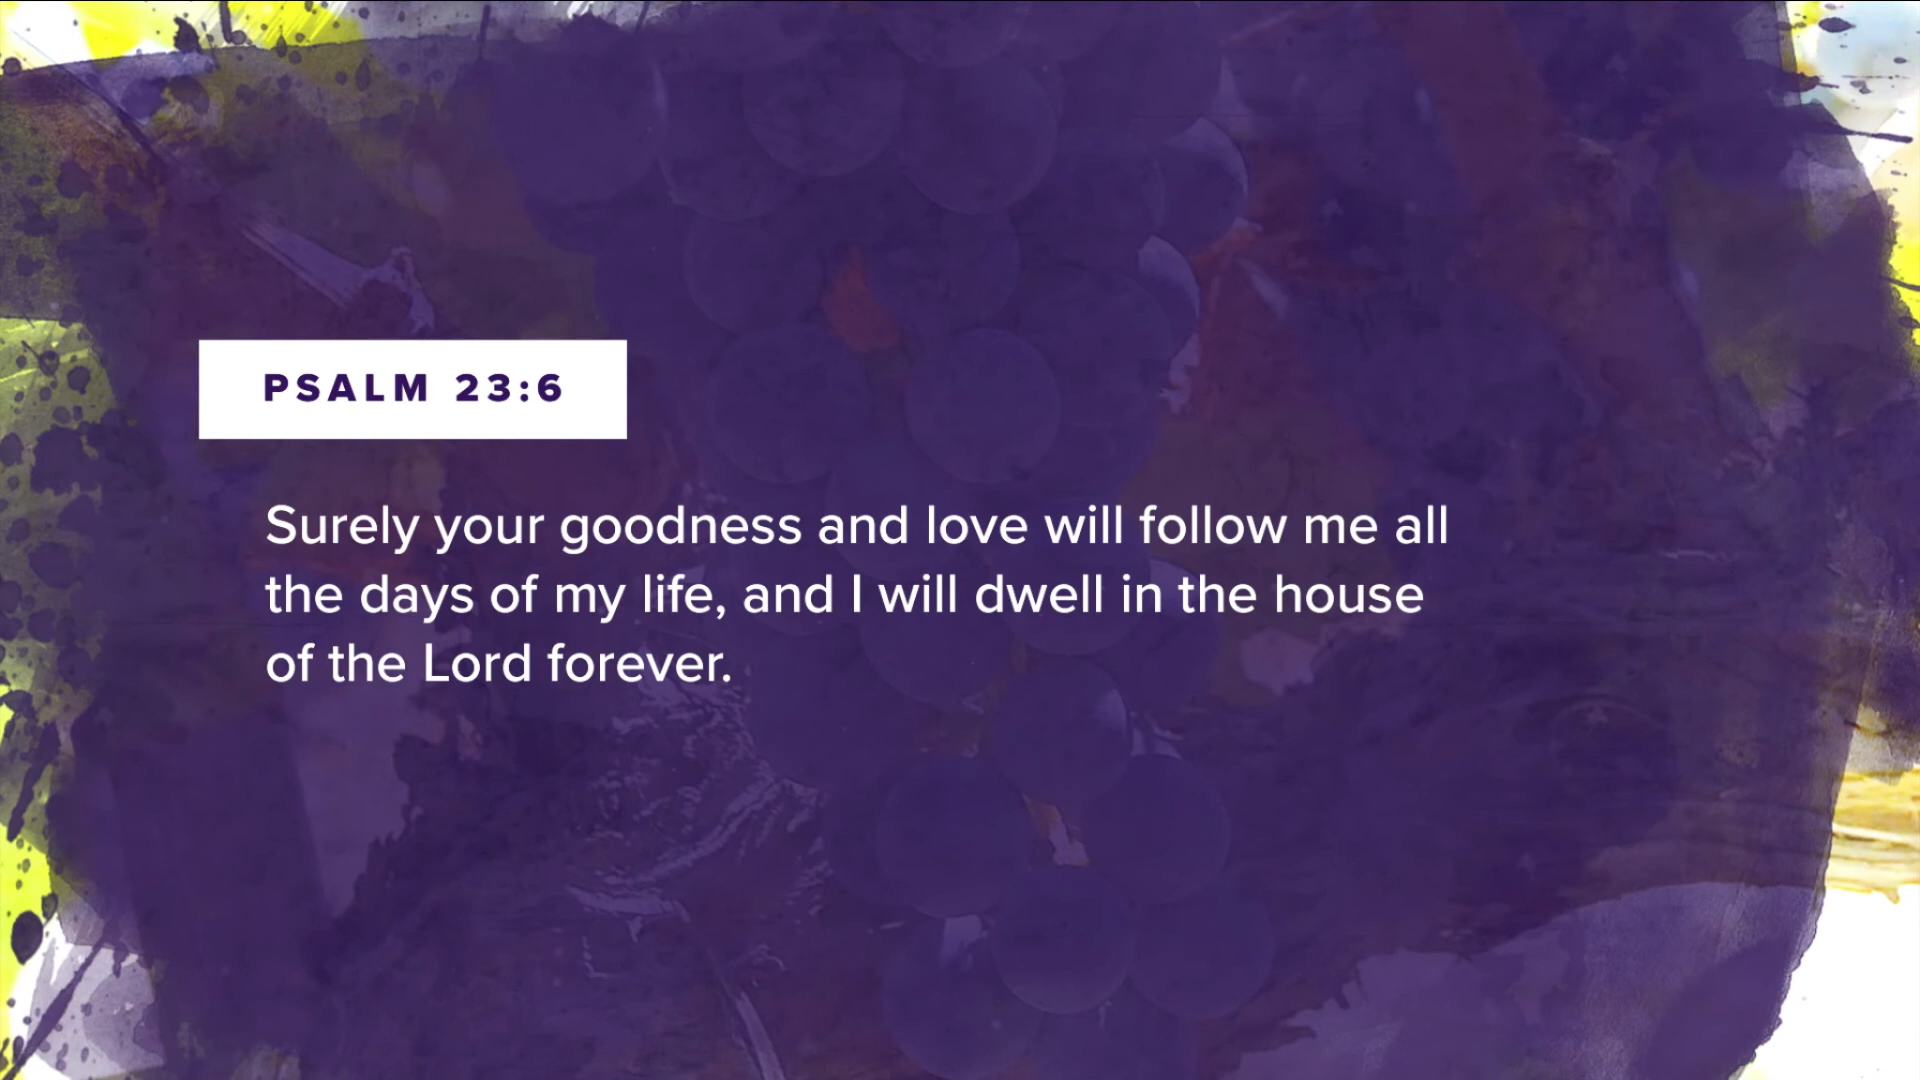 PSALM 23:6
Surely your goodness and love will follow me all
the days of my life, and I will dwell in the house
of the Lord forever.